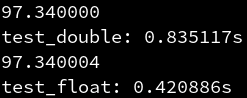 97.340000
test_double: 0.835117s
97.340004
test_float: 0.420886s